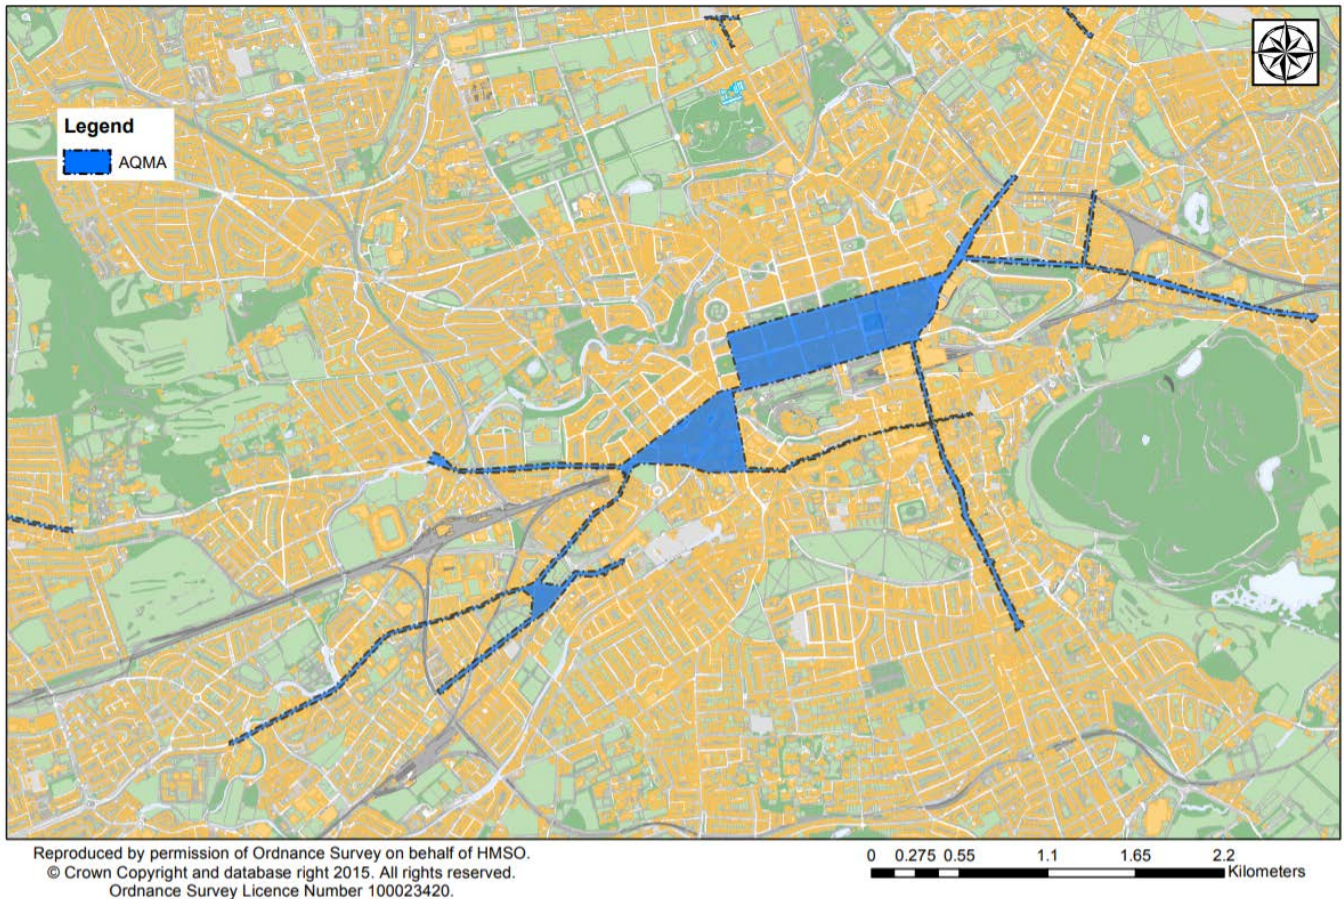 Legend
AQMA
Reproduced by permission of Ordnance Survey on behalf of HMSO.
© Crown Copyright and database right 2015. All rights reserved.
Ordnance Survey Licence Number 100023420.
0 0.275 0.55 1.1 1.65 2.2
Kilometers